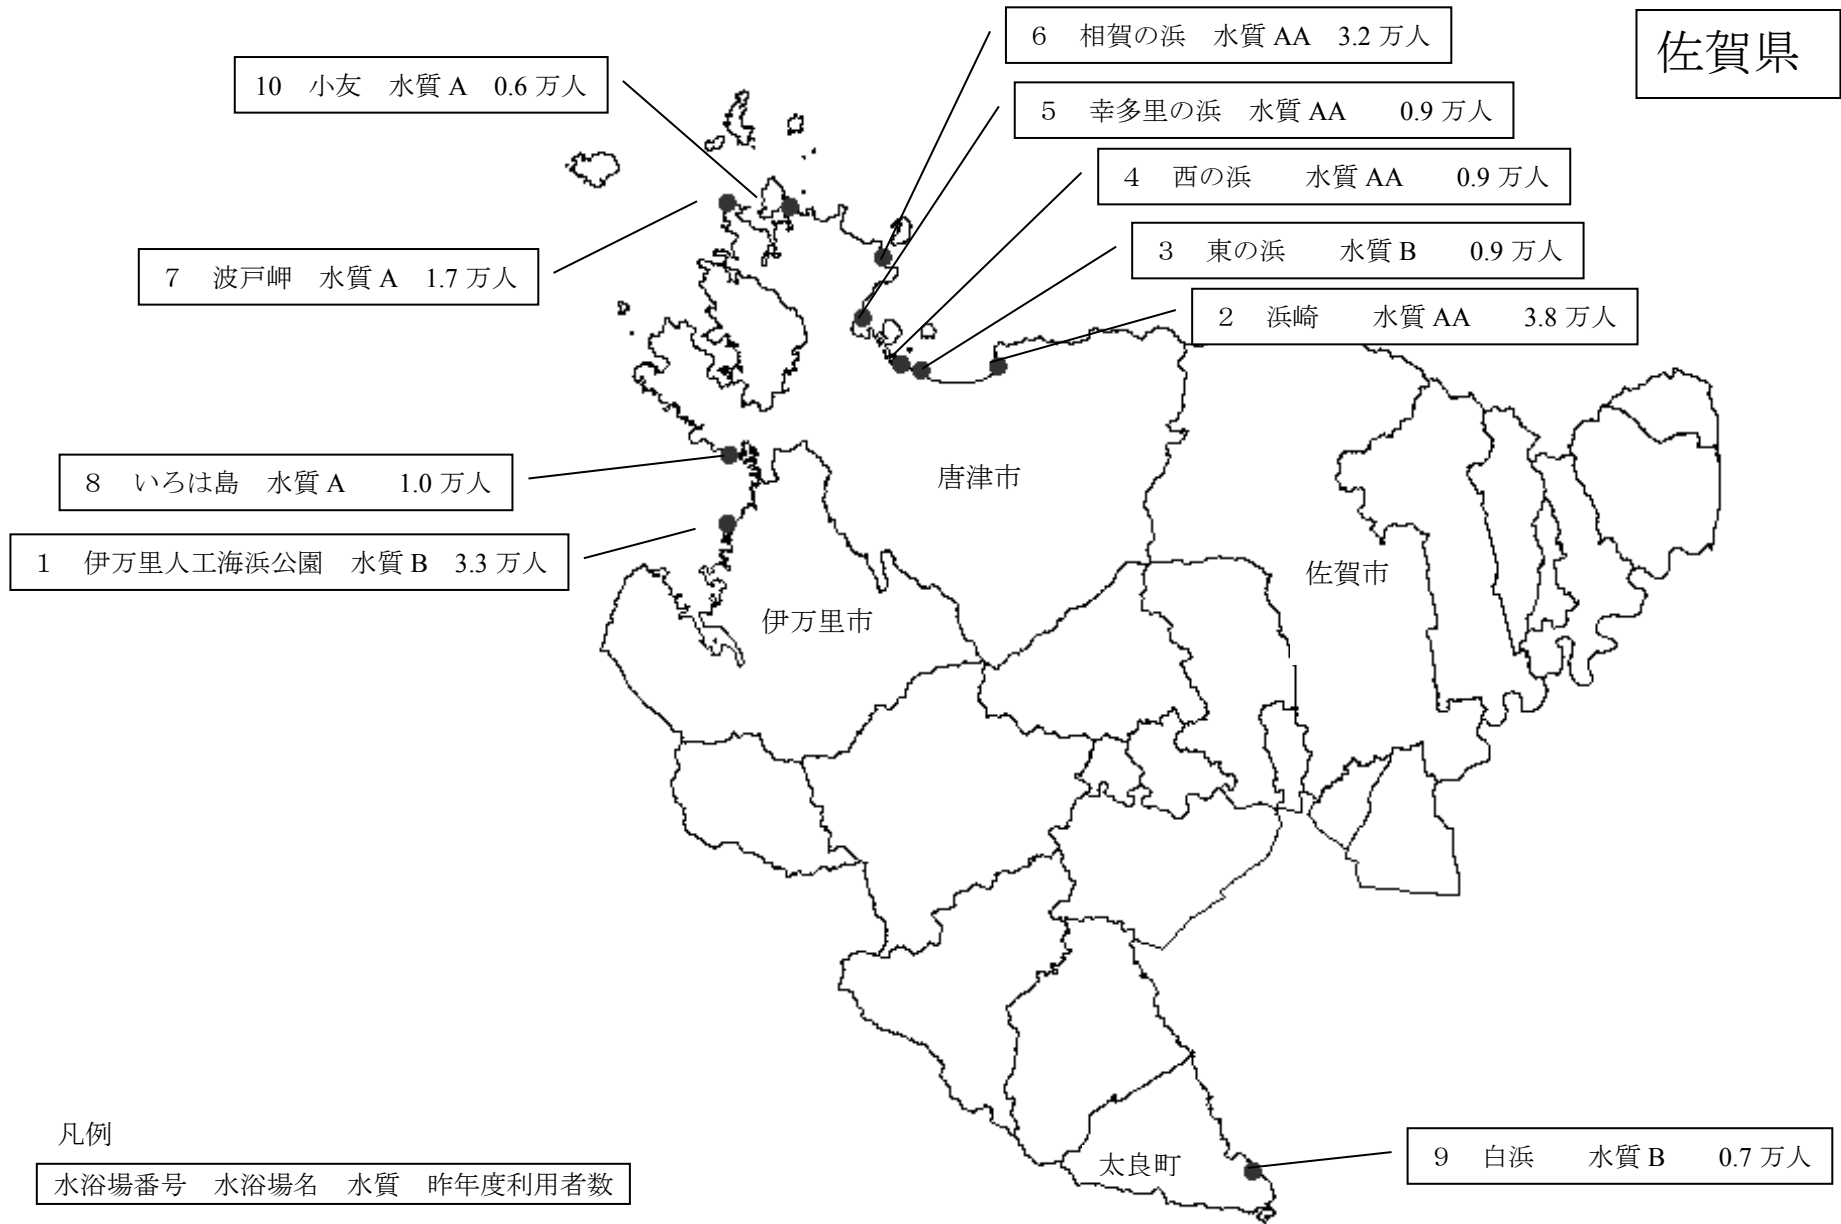 佐賀県
6　相賀の浜　水質 AA　3.2 万人
10　小友　水質 A　0.6 万人
5　幸多里の浜　水質 AA　　0.9 万人
4　西の浜　　水質 AA　　0.9 万人
3　東の浜　　水質 B　　0.9 万人
7　波戸岬　水質 A　1.7 万人
2　浜崎　　水質 AA　　3.8 万人
8　いろは島　水質 A　　1.0 万人
唐津市
1　伊万里人工海浜公園　水質 B　3.3 万人
佐賀市
伊万里市
凡例
9　白浜　　水質 B　　0.7 万人
太良町
水浴場番号　水浴場名　水質　昨年度利用者数